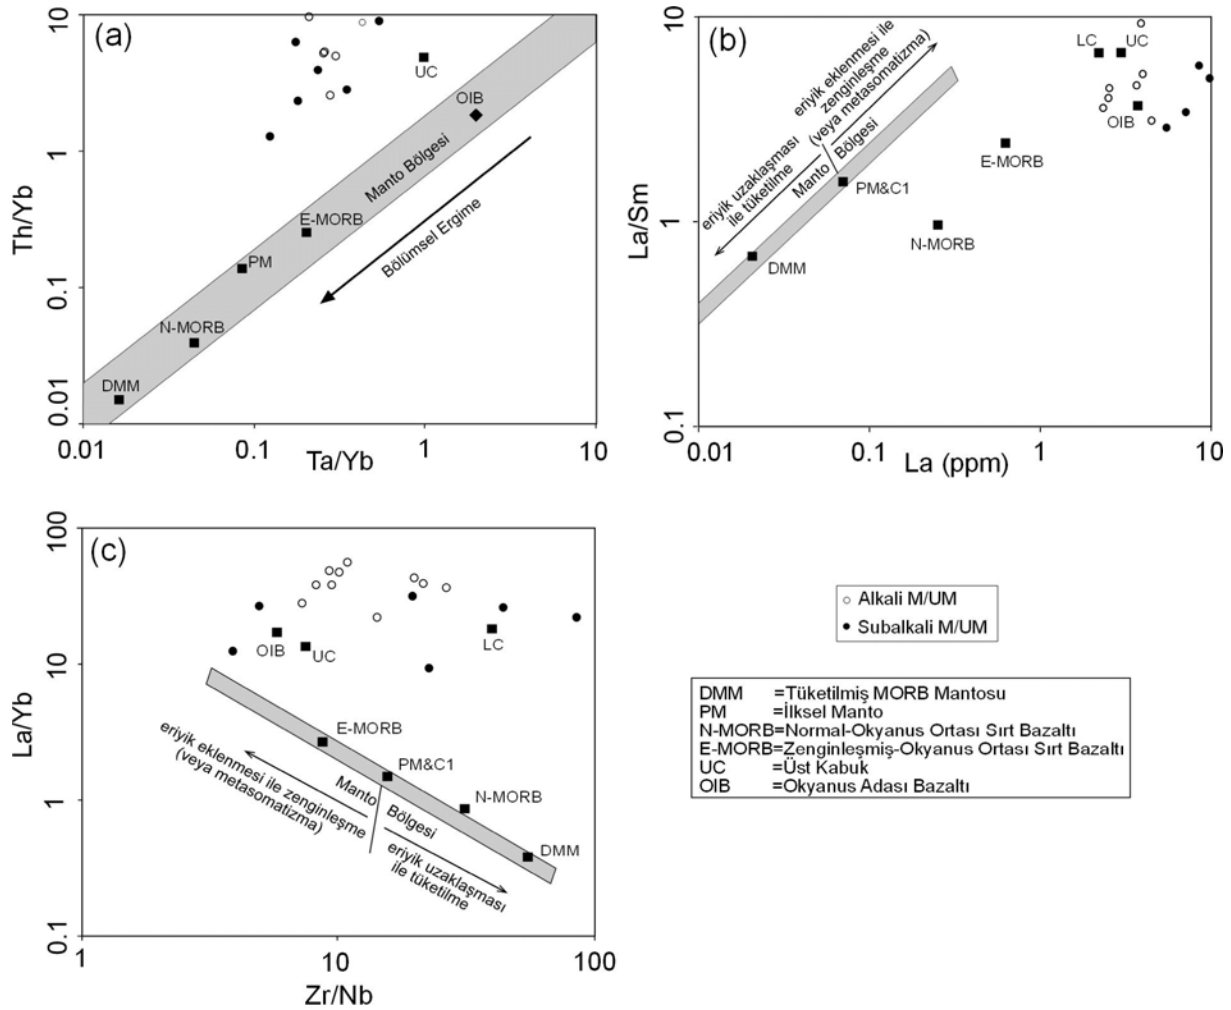 (a)
10
1
0.1
0.01
Th/Yb
0.01
0.1
1
10
Ta/Yb
UC
OIB
Manto Bölgesi
E-MORB
Bölümsel Ergime
PM
N-MORB
DMM
(b)
10
1
0.1
La/Sm
0.01
0.1
1
10
La (ppm)
eriyik eklenmesi ile
zenginleşme
(veya metasomatizma)
eriyik uzaklaşması
ile tüketilme
Manto
Bölgesi
LC
UC
OIB
E-MORB
PM&C1
N-MORB
DMM
(c)
100
10
1
0.1
La/Yb
1
10
100
Zr/Nb
OIB
UC
LC
E-MORB
PM&C1
N-MORB
DMM
Manto
Bölgesi
eriyik eklenmesi ile zenginleşme
(veya metasomatizma)
eriyik uzaklaşması
ile tüketilme
Alkali M/UM
Subalkali M/UM
DMM =Tüketilmiş MORB Mantosu
PM =İlksel Manto
N-MORB=Normal-Okyanus Ortası Sırt Bazaltı
E-MORB=Zenginleşmiş-Okyanus Ortası Sırt Bazaltı
UC =Üst Kabuk
OIB =Okyanus Adası Bazaltı